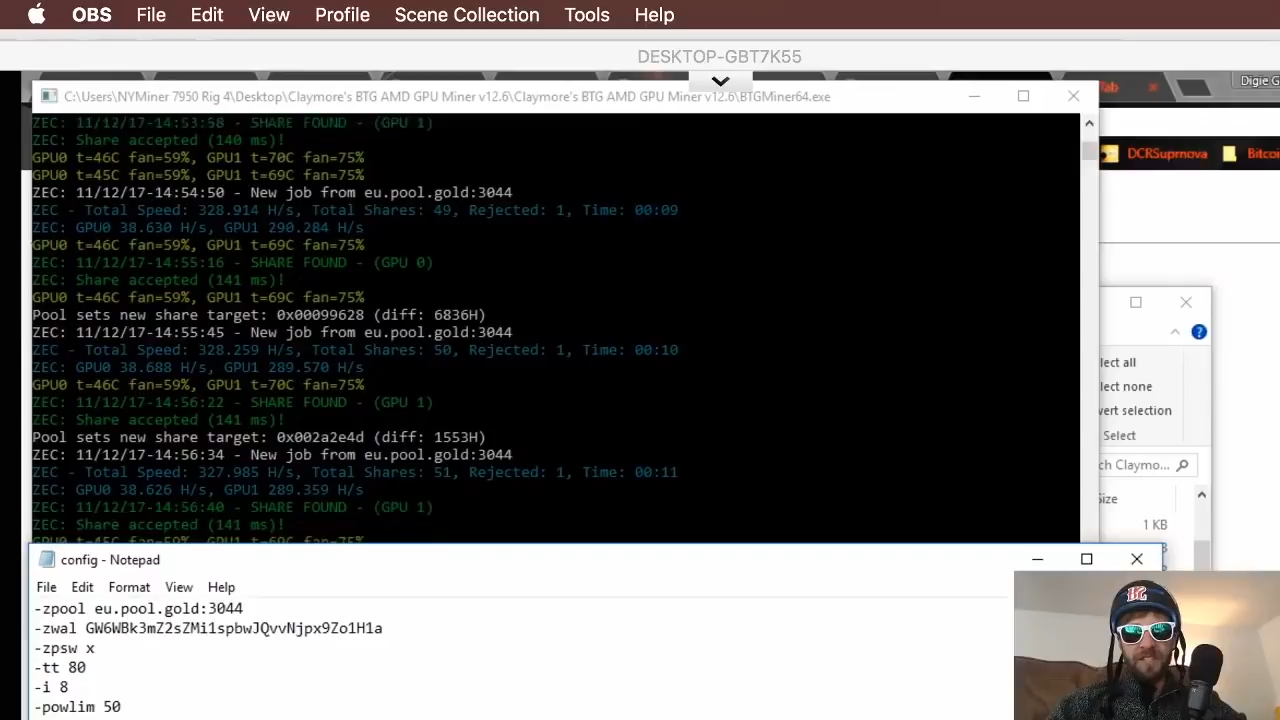 OBS File Edit View Profile Scene Collection Tools Help
DESKTOP-GBT7K55
Digie G
C:\Users\NYMiner 7950 Rig 4\Desktop\Claymore's BTG AMD GPU Miner v12.6\Claymore's BTG AMD GPU Miner v12.6\BTGMiner64.exe
DCRSuprnova Bitcoi
ZEC: 11/12/17-14:53:58 - SHARE FOUND - (GPU 1)
ZEC: Share accepted (140 ms)!
GPU0 t=46C fan=59%, GPU1 t=70C fan=75%
GPU0 t=45C fan=59%, GPU1 t=69C fan=75%
ZEC: 11/12/17-14:54:50 - New job from eu.pool.gold:3044
ZEC - Total Speed: 328.914 H/s, Total Shares: 49, Rejected: 1, Time: 00:09
ZEC: GPU0 38.630 H/s, GPU1 290.284 H/s
GPU0 t=46C fan=59%, GPU1 t=69C fan=75%
ZEC: 11/12/17-14:55:16 - SHARE FOUND - (GPU 0)
ZEC: Share accepted (141 ms)!
GPU0 t=46C fan=59%, GPU1 t=69C fan=75%
Pool sets new share target: 0x00099628 (diff: 6836H)
ZEC: 11/12/17-14:55:45 - New job from eu.pool.gold:3044
ZEC - Total Speed: 328.259 H/s, Total Shares: 50, Rejected: 1, Time: 00:10
ZEC: GPU0 38.688 H/s, GPU1 289.570 H/s
GPU0 t=46C fan=59%, GPU1 t=70C fan=75%
ZEC: 11/12/17-14:56:22 - SHARE FOUND - (GPU 1)
ZEC: Share accepted (141 ms)!
Pool sets new share target: 0x002a2e4d (diff: 1553H)
ZEC: 11/12/17-14:56:34 - New job from eu.pool.gold:3044
ZEC - Total Speed: 327.985 H/s, Total Shares: 51, Rejected: 1, Time: 00:11
ZEC: GPU0 38.626 H/s, GPU1 289.359 H/s
ZEC: 11/12/17-14:56:40 - SHARE FOUND - (GPU 1)
ZEC: Share accepted (141 ms)!
GPU0 t=45C fan=59%, GPU1 t=69C fan=75%
lect all
lect none
vert selection
Select
ch Claymo...
Size
1 KB
config - Notepad
File Edit Format View Help
-zpool eu.pool.gold:3044
-zwal GW6WBk3mZ2sZMi1spbwJQvvNjpx9Zo1H1a
-zpsw x
-tt 80
-i 8
-powlim 50